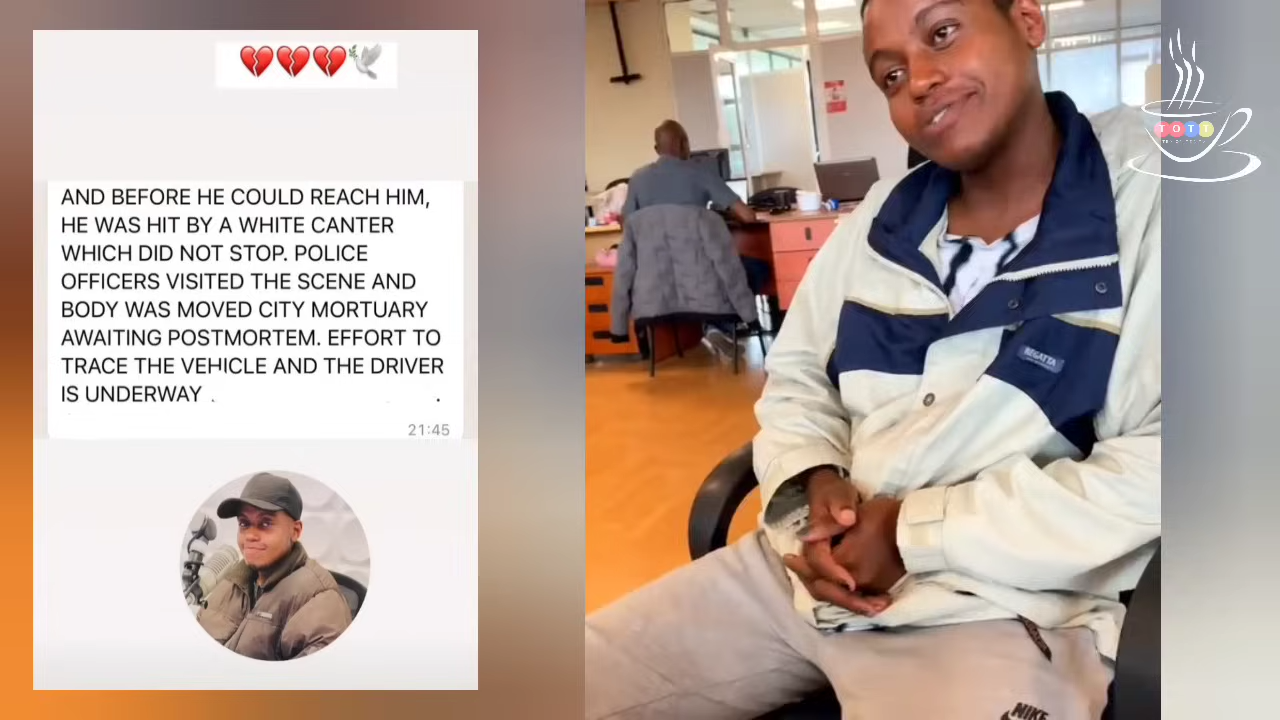 AND BEFORE HE COULD REACH HIM,
HE WAS HIT BY A WHITE CANTER
WHICH DID NOT STOP. POLICE
OFFICERS VISITED THE SCENE AND
BODY WAS MOVED CITY MORTUARY
AWAITING POSTMORTEM. EFFORT TO
TRACE THE VEHICLE AND THE DRIVER
IS UNDERWAY .
21:45
TOTT
REGATTA
NIKE